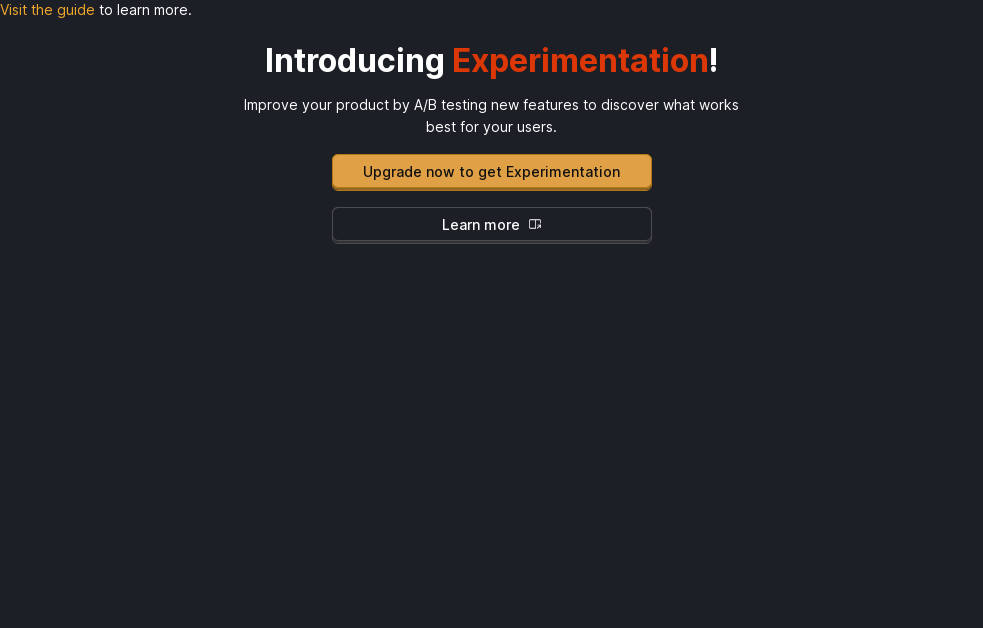 Visit the guide to learn more.
Introducing Experimentation!
Improve your product by A/B testing new features to discover what works
best for your users.
Upgrade now to get Experimentation
Learn more